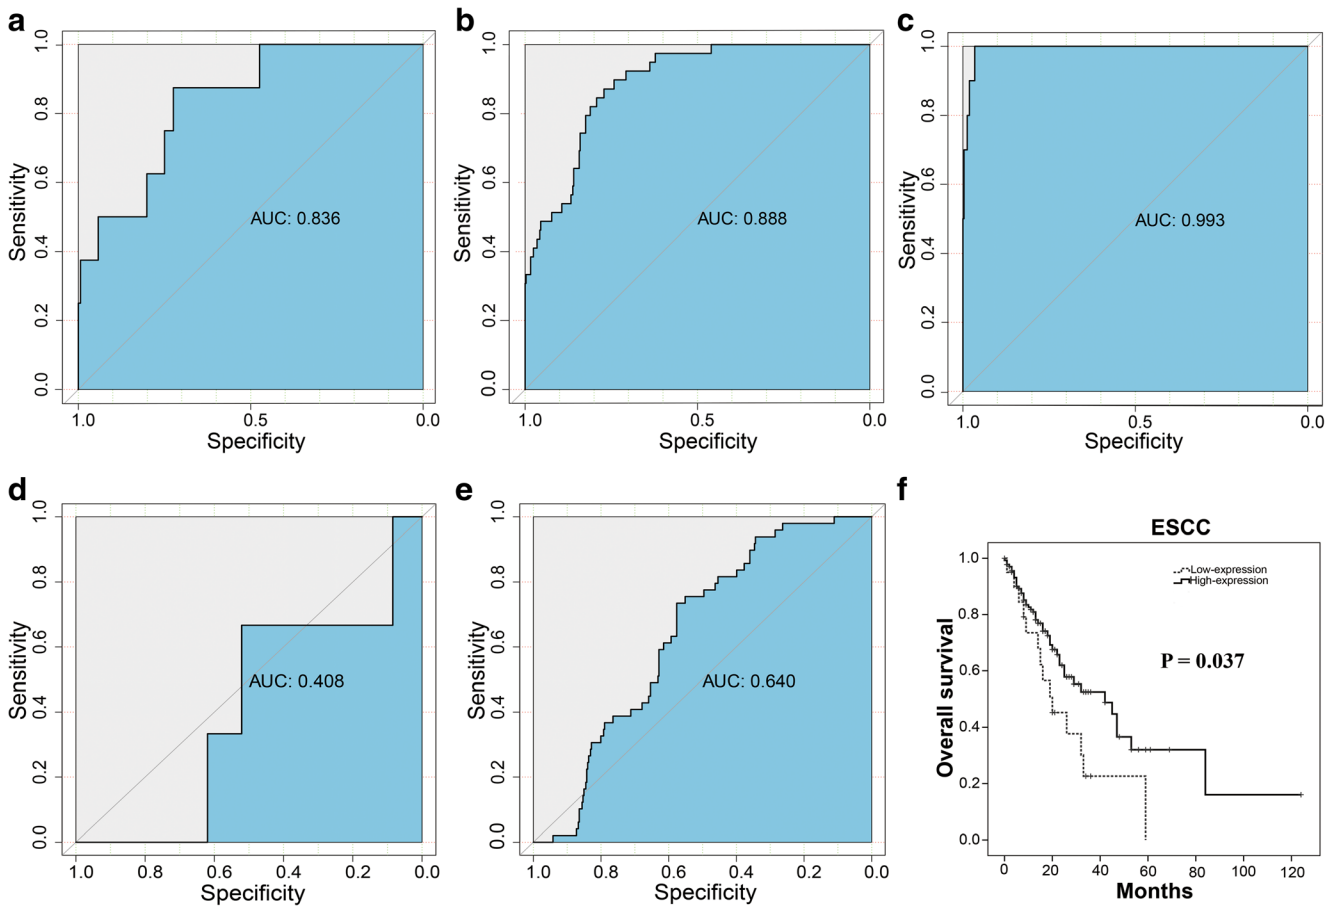 a
1.0
0.8
0.6
0.4
0.2
0.0
Sensitivity
AUC: 0.836
1.0 0.5 0.0
Specificity
b
1.0
0.8
0.6
0.4
0.2
0.0
Sensitivity
AUC: 0.888
1.0 0.5 0.0
Specificity
c
1.0
0.8
0.6
0.4
0.2
0.0
Sensitivity
AUC: 0.993
1.0 0.5 0.0
Specificity
d
1.0
0.8
0.6
0.4
0.2
0.0
Sensitivity
AUC: 0.408
1.0 0.8 0.6 0.4 0.2 0.0
Specificity
e
1.0
0.8
0.6
0.4
0.2
0.0
Sensitivity
AUC: 0.640
1.0 0.8 0.6 0.4 0.2 0.0
Specificity
f
ESCC
Low-expression
High-expression
P = 0.037
1.0
0.8
0.6
0.4
0.2
0.0
Overall survival
0 20 40 60 80 100 120
Months